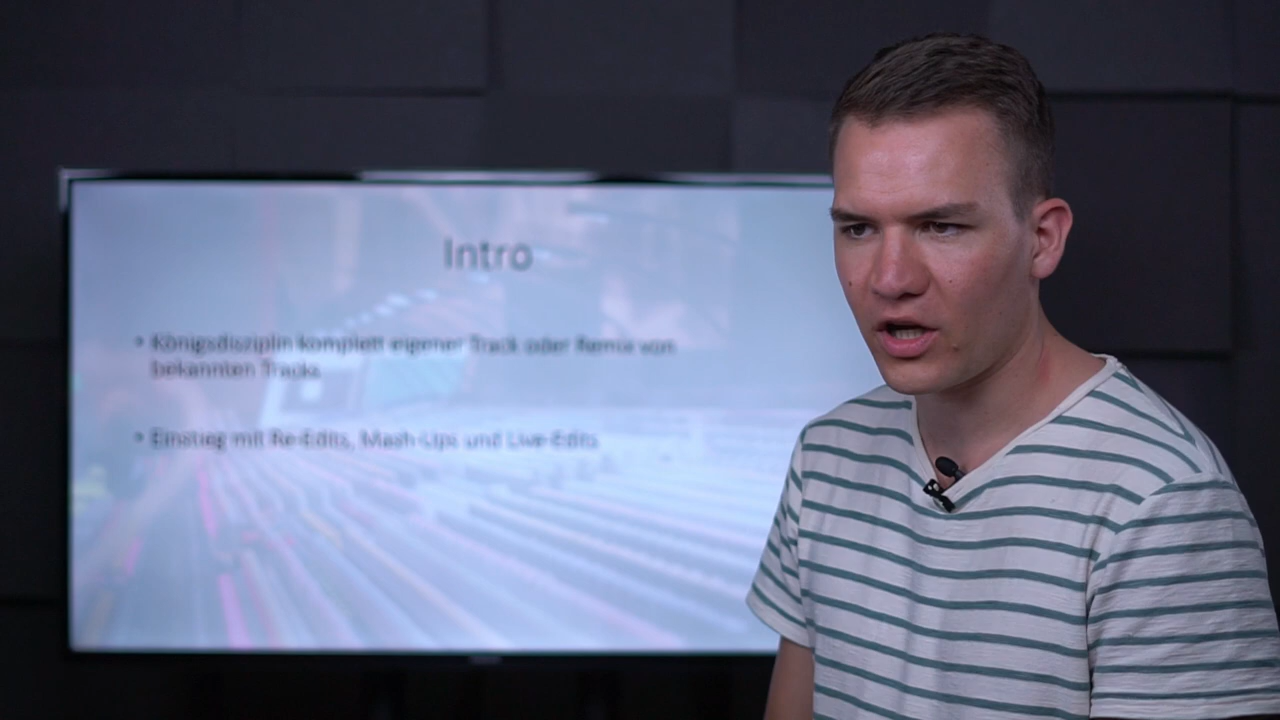 Intro
• Königsdisziplin komplett eigener Track oder Remix von
bekannten Tracks
• Einstieg mit Re-Edits, Mash-Ups und Live-Edits